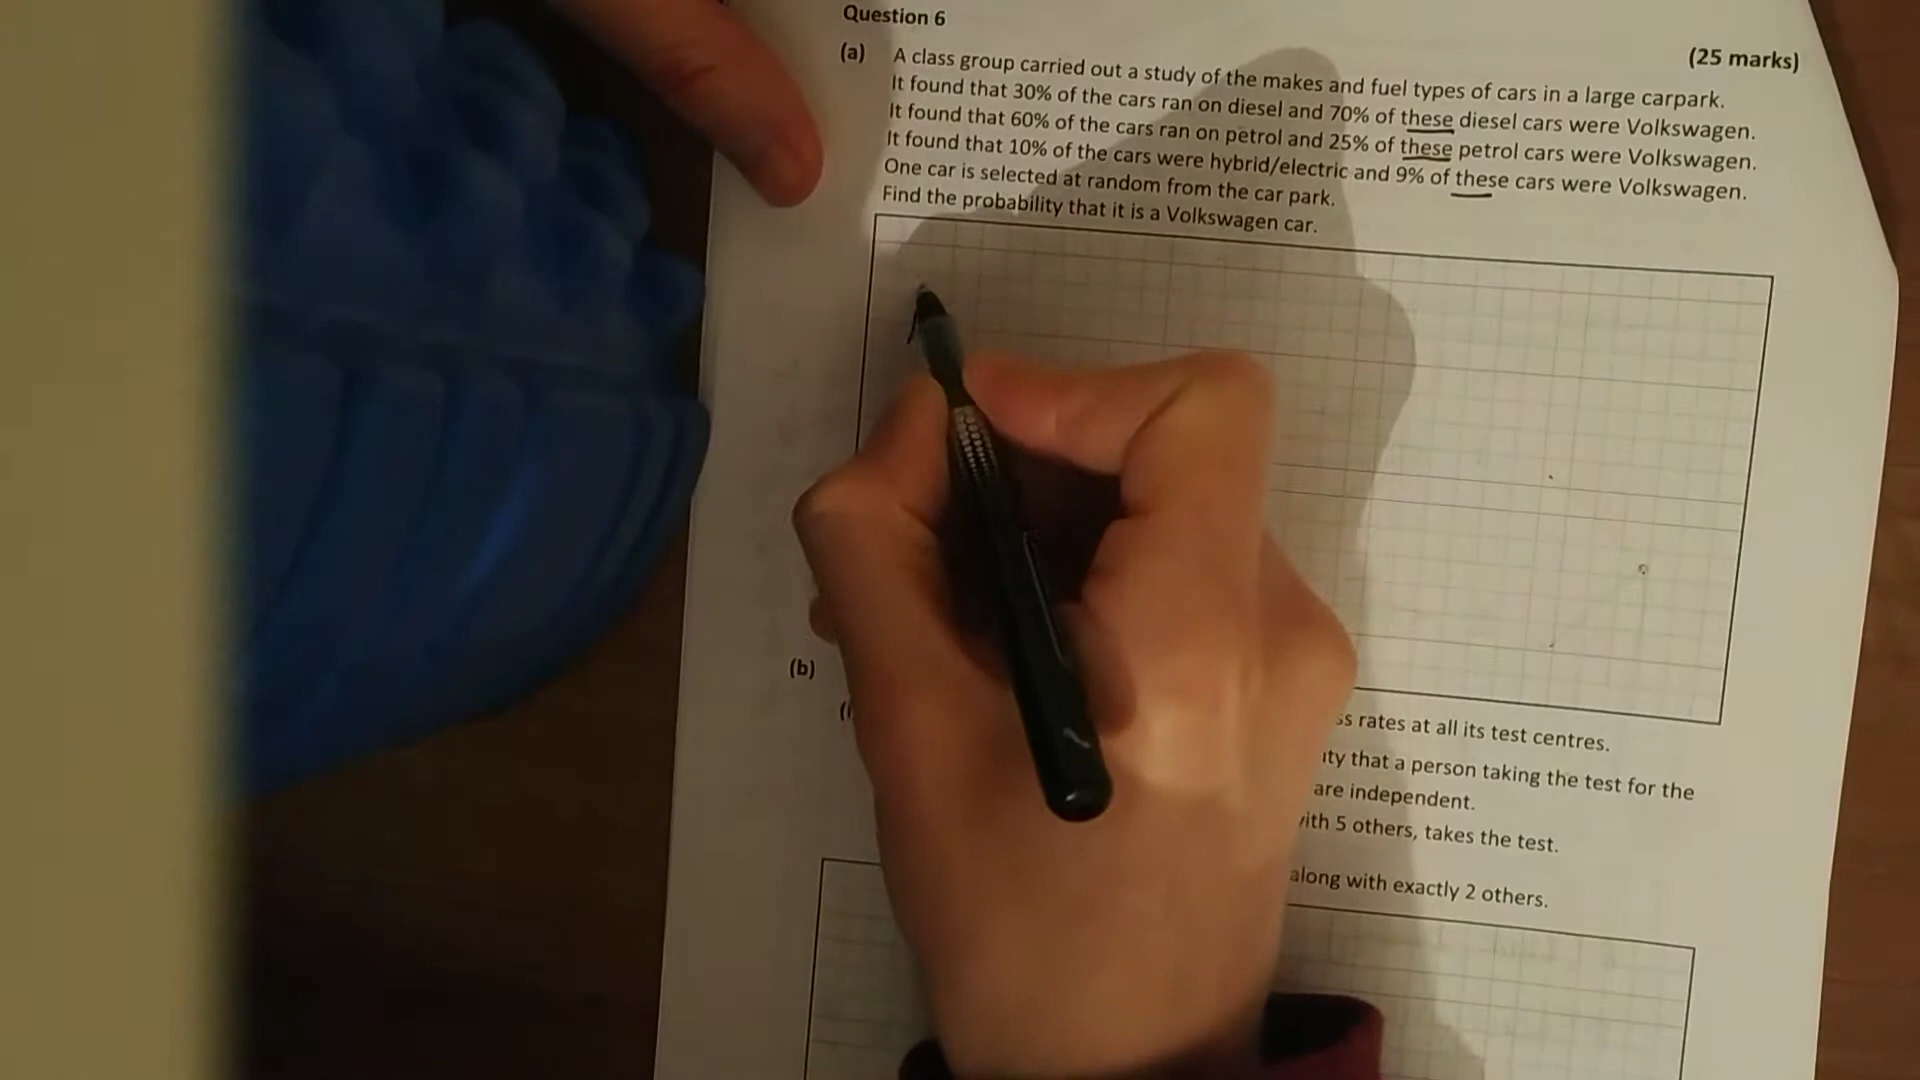 Question 6
(25 marks)
(a) A class group carried out a study of the makes and fuel types of cars in a large carpark.
It found that 30% of the cars ran on diesel and 70% of these diesel cars were Volkswagen.
It found that 60% of the cars ran on petrol and 25% of these petrol cars were Volkswagen.
It found that 10% of the cars were hybrid/electric and 9% of these cars were Volkswagen.
One car is selected at random from the car park.
Find the probability that it is a Volkswagen car.
(b)
rates at all its test centres.
that a person taking the test for the
are independent.
5 others, takes the test.
along with exactly 2 others.